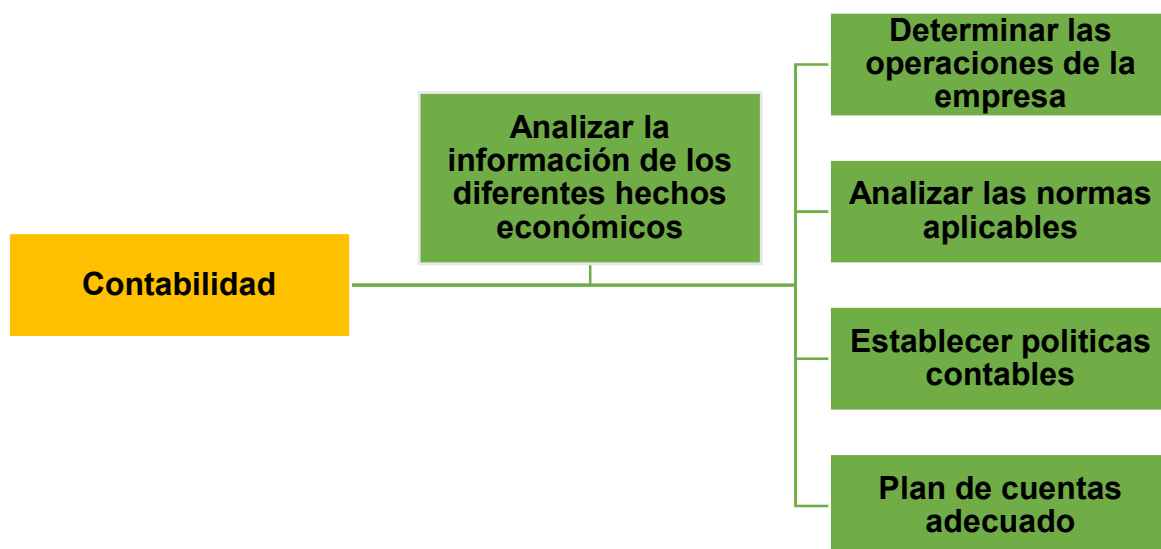 Contabilidad
Analizar la
información de los
diferentes hechos
económicos
Determinar las
operaciones de la
empresa
Analizar las normas
aplicables
Establecer politicas
contables
Plan de cuentas
adecuado